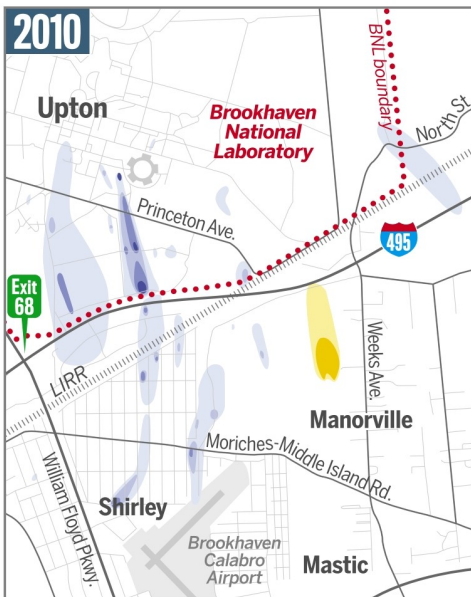 2010
BNL boundary
Upton
Brookhaven
National
Laboratory
North St.
Princeton Ave.
495
Exit
68
LIRR
Weeks Ave.
Manorville
Moriches-Middle Island Rd.
William Floyd Pkwy.
Shirley
Brookhaven
Calabro
Airport
Mastic